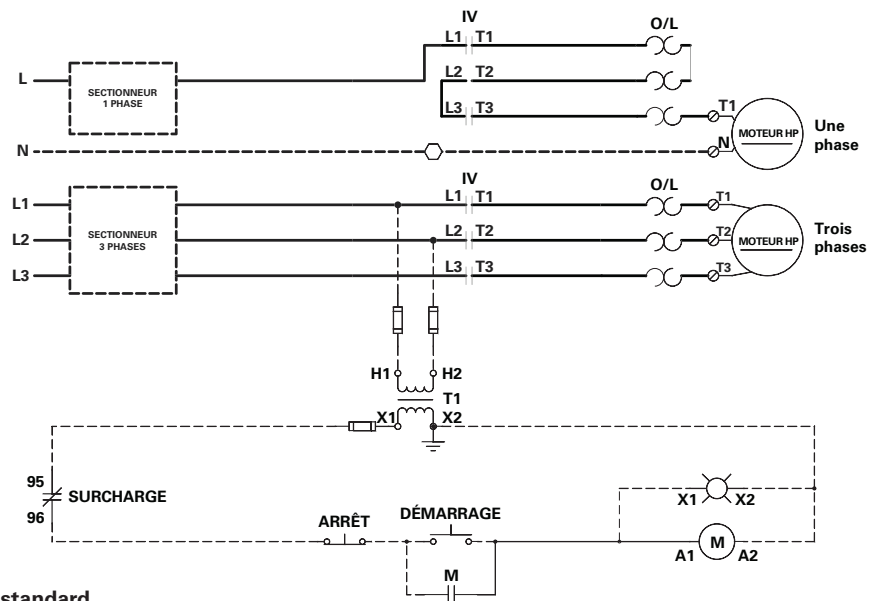 IV
O/L
L1 T1
L
SECTIONNEUR
1 PHASE
L2 T2
L3 T3
T1
N
N
MOTEUR HP
Une
phase
IV
O/L
L1
L1 T1
T1
L2
SECTIONNEUR
3 PHASES
L2 T2
T2
MOTEUR HP
Trois
phases
L3
L3 T3
T3
H1
H2
T1
X1
X2
95
SURCHARGE
96
ARRÊT
DÉMARRAGE
X1
X2
M
A1
A2
M
standard